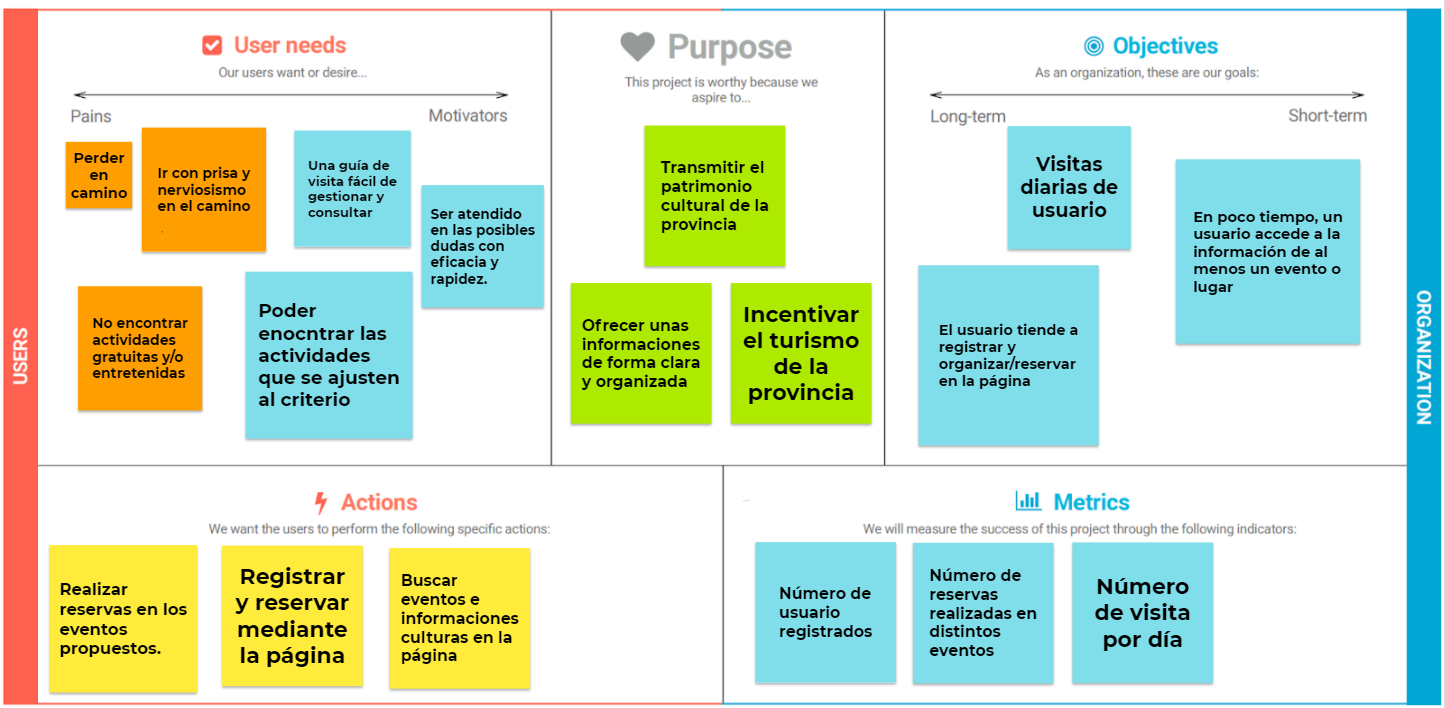 USERS
User needs
Our users want or desire...
Pains
Motivators
Perder
en
camino
Ir con prisa y
nerviosismo
en el camino
.
Una guía de
visita fácil de
gestionar y
consultar
Ser atendido
en las posibles
dudas con
eficacia y
rapidez.
No encontrar
actividades
gratuitas y/o
entretenidas
Poder
enocntrar las
actividades
que se ajusten
al criterio
Purpose
This project is worthy because we
aspire to...
Transmitir el
patrimonio
cultural de la
provincia
Ofrecer unas
informaciones
de forma clara
y organizada
Incentivar
el turismo
de la
provincia
Objectives
As an organization, these are our goals:
Long-term
Short-term
Visitas
diarias de
usuario
En poco tiempo, un
usuario accede a la
información de al
menos un evento o
lugar
El usuario tiende a
registrar y
organizar/reservar
en la página
ORGANIZATION
Actions
We want the users to perform the following specific actions:
Realizar
reservas en los
eventos
propuestos.
Registrar
y reservar
mediante
la página
Buscar
eventos e
informaciones
culturas en la
página
Metrics
We will measure the success of this project through the following indicators:
Número de
usuario
registrados
Número de
reservas
realizadas en
distintos
eventos
Número
de visita
por día